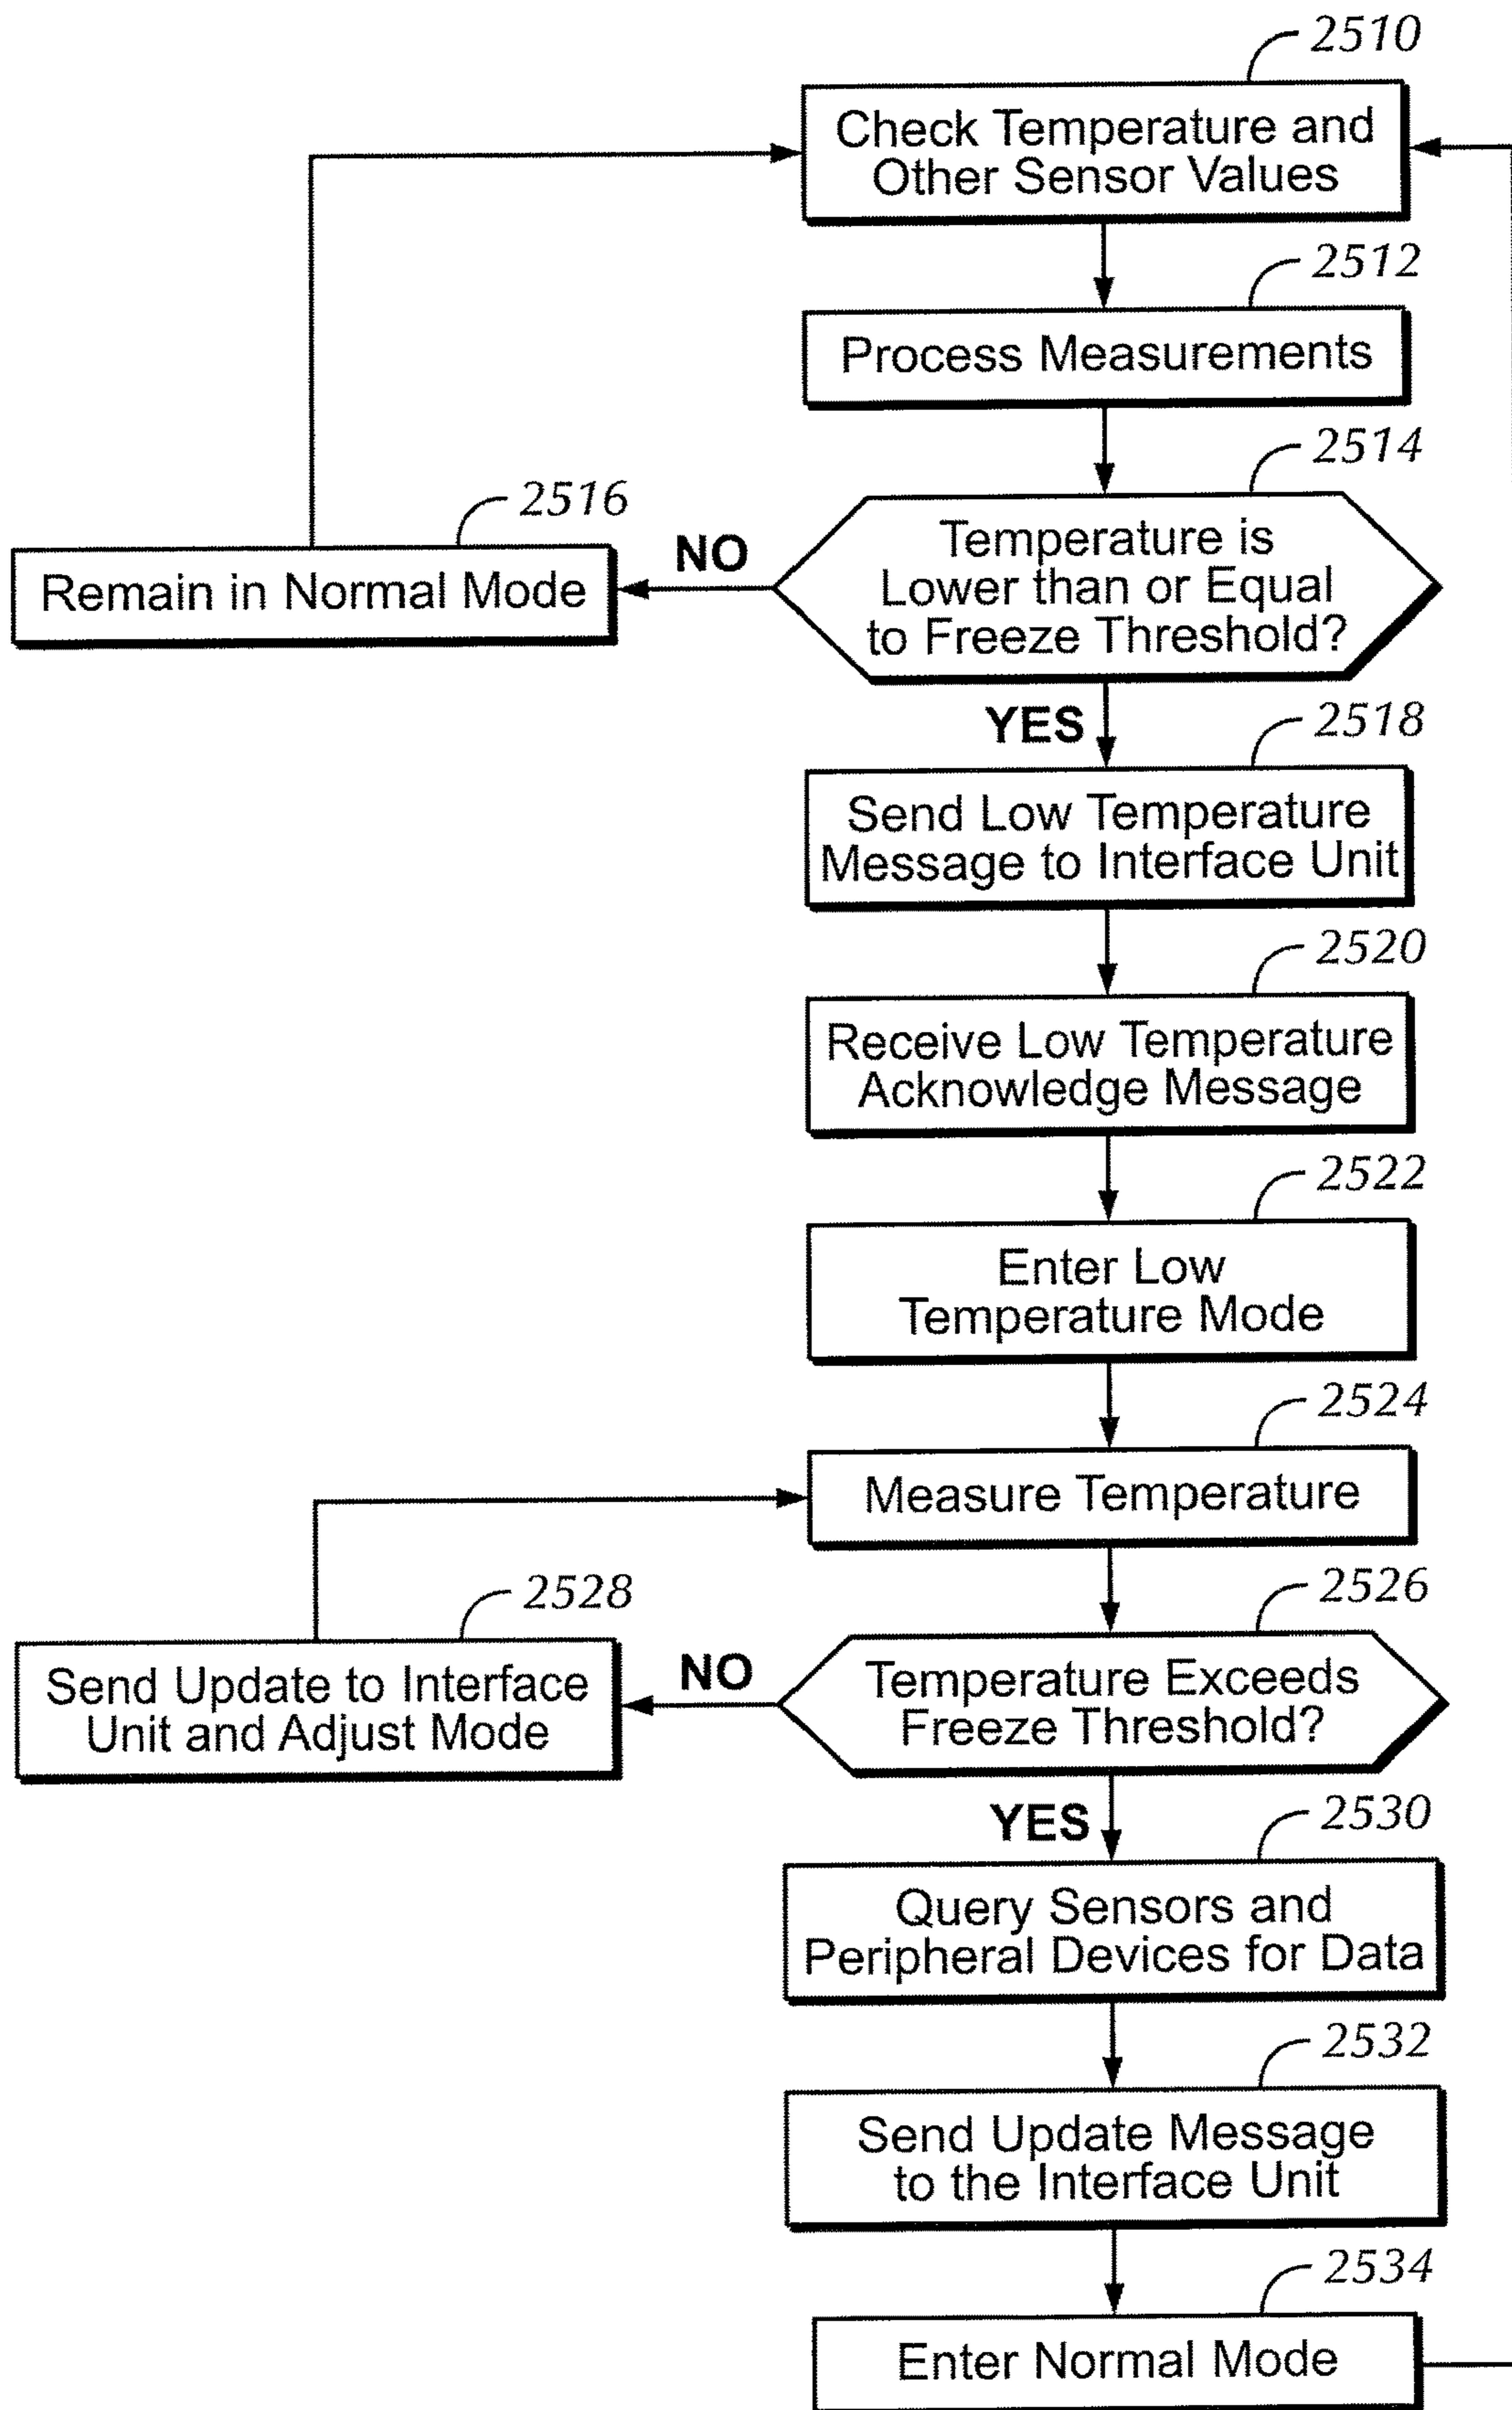 2510
Check Temperature and
Other Sensor Values
2512
Process Measurements
2514
Temperature is
Lower than or Equal
to Freeze Threshold?
NO
2516
Remain in Normal Mode
YES
2518
Send Low Temperature
Message to Interface Unit
2520
Receive Low Temperature
Acknowledge Message
2522
Enter Low
Temperature Mode
2524
Measure Temperature
2526
Temperature Exceeds
Freeze Threshold?
NO
2528
Send Update to Interface
Unit and Adjust Mode
YES
2530
Query Sensors and
Peripheral Devices for Data
2532
Send Update Message
to the Interface Unit
2534
Enter Normal Mode